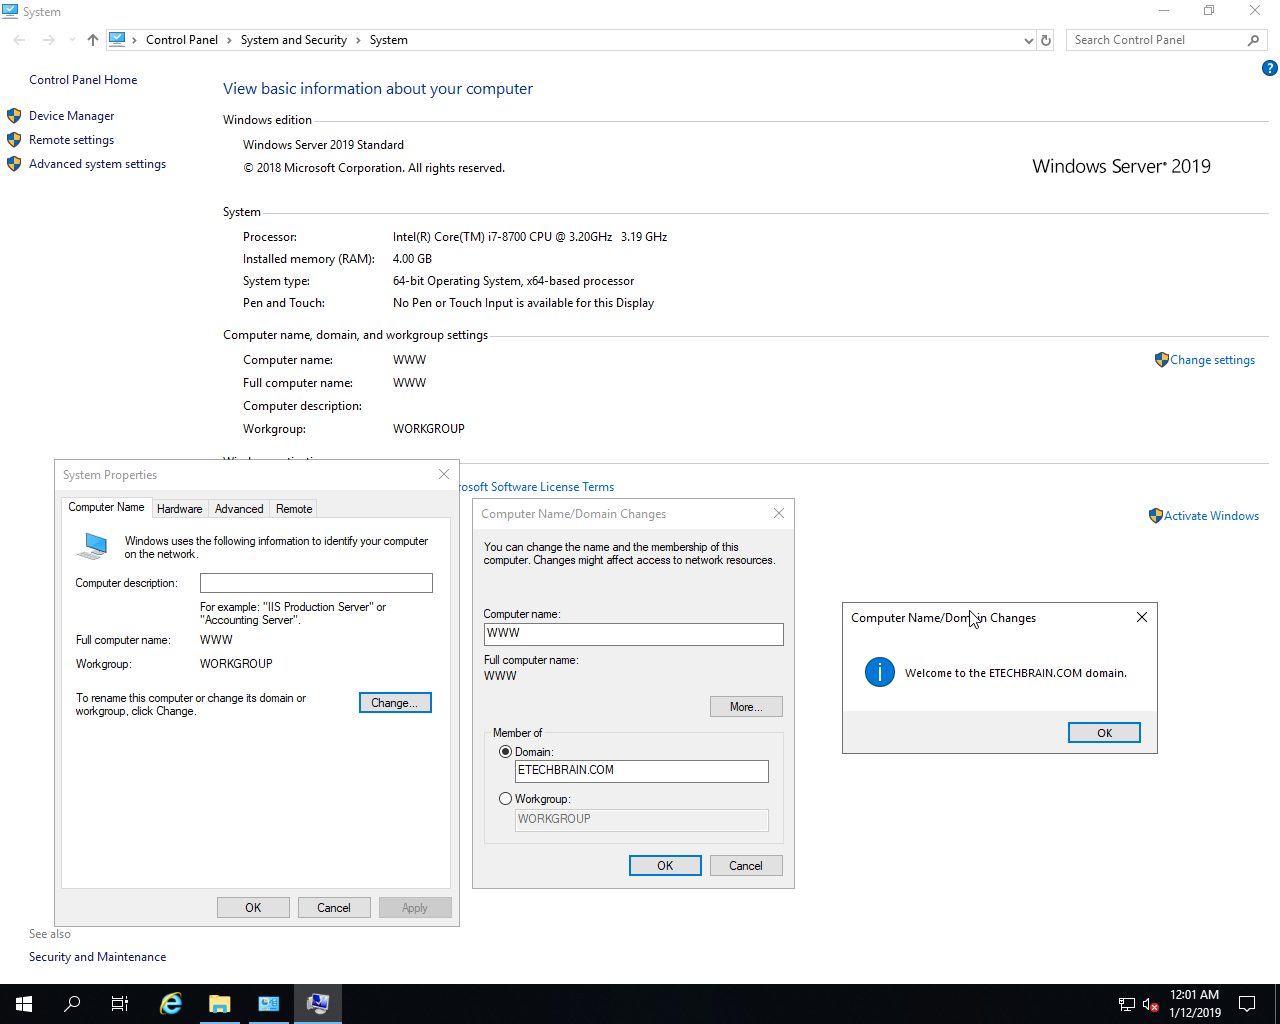 System
Control Panel
System and Security
System
Search Control Panel
Control Panel Home
Device Manager
Remote settings
Advanced system settings
View basic information about your computer
Windows edition
Windows Server 2019 Standard
© 2018 Microsoft Corporation. All rights reserved.
Windows Server® 2019
System
Processor: Intel(R) Core(TM) i7-8700 CPU @ 3.20GHz 3.19 GHz
Installed memory (RAM): 4.00 GB
System type: 64-bit Operating System, x64-based processor
Pen and Touch: No Pen or Touch Input is available for this Display
Computer name, domain, and workgroup settings
Computer name: WWW
Change settings
Full computer name: WWW
Computer description:
Workgroup: WORKGROUP
Software License Terms
Activate Windows
System Properties
Computer Name
Hardware
Advanced
Remote
Windows uses the following information to identify your computer
on the network.
Computer description:
For example: "IIS Production Server" or
"Accounting Server".
Full computer name: WWW
Workgroup: WORKGROUP
To rename this computer or change its domain or
workgroup, click Change.
Change...
OK
Cancel
Apply
Computer Name/Domain Changes
You can change the name and the membership of this
computer. Changes might affect access to network resources.
Computer name:
WWW
Full computer name:
WWW
More...
Member of
Domain:
ETECHBRAIN.COM
Workgroup:
WORKGROUP
OK
Cancel
Computer Name/Domain Changes
Welcome to the ETECHBRAIN.COM domain.
OK
See also
Security and Maintenance
12:01 AM
1/12/2019